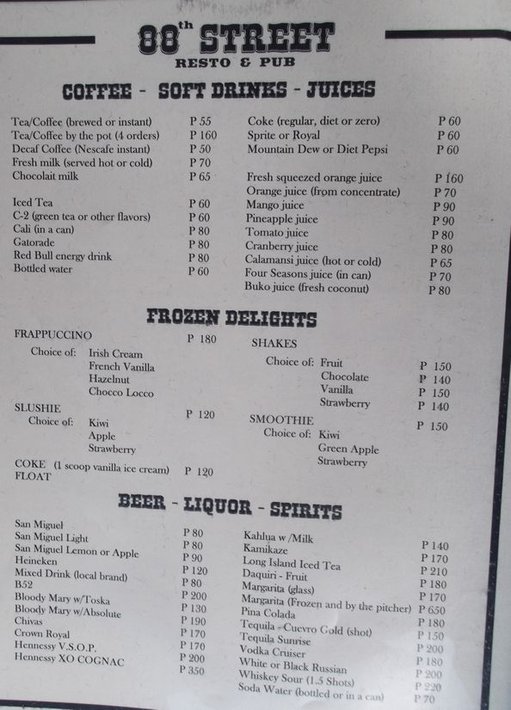 88th STREET
RESTO & PUB
COFFEE - SOFT DRINKS - JUICES
Tea/Coffee (brewed or instant) P 55
Tea/Coffee by the pot (4 orders) P 160
Decaf Coffee (Nescafe instant) P 50
Fresh milk (served hot or cold) P 70
Chocolait milk P 65
Iced Tea P 60
C-2 (green tea or other flavors) P 60
Cali (in a can) P 80
Gatorade P 80
Red Bull energy drink P 80
Bottled water P 60
Coke (regular, diet or zero) P 60
Sprite or Royal P 60
Mountain Dew or Diet Pepsi P 60
Fresh squeezed orange juice P 160
Orange juice (from concentrate) P 70
Mango juice P 90
Pineapple juice P 90
Tomato juice P 80
Cranberry juice P 80
Calamansi juice (hot or cold) P 65
Four Seasons juice (in can) P 70
Buko juice (fresh coconut) P 80
FROZEN DELIGHTS
FRAPPUCCINO P 180
Choice of: Irish Cream
French Vanilla
Hazelnut
Chocco Locco
SLUSHIE P 120
Choice of: Kiwi
Apple
Strawberry
COKE (1 scoop vanilla ice cream) P 120
FLOAT
SHAKES
Choice of: Fruit P 150
Chocolate P 140
Vanilla P 150
Strawberry P 140
SMOOTHIE P 150
Choice of: Kiwi
Green Apple
Strawberry
BEER - LIQUOR - SPIRITS
San Miguel P 80
San Miguel Light P 80
San Miguel Lemon or Apple P 90
Heineken P 120
Mixed Drink (local brand) P 80
B52 P 200
Bloody Mary w/Toska P 130
Bloody Mary w/Absolute P 190
Chivas P 170
Crown Royal P 170
Hennessy V.S.O.P. P 200
Hennessy XO COGNAC P 350
Kahlua w /Milk P 140
Kamikaze P 170
Long Island Iced Tea P 210
Daquiri - Fruit P 180
Margarita (glass) P 170
Margarita (Frozen and by the pitcher) P 650
Pina Colada P 180
Tequila -Cuevro Gold (shot) P 150
Tequila Sunrise P 200
Vodka Cruiser P 180
White or Black Russian P 200
Whiskey Sour (1.5 Shots) P 220
Soda Water (bottled or in a can) P 70